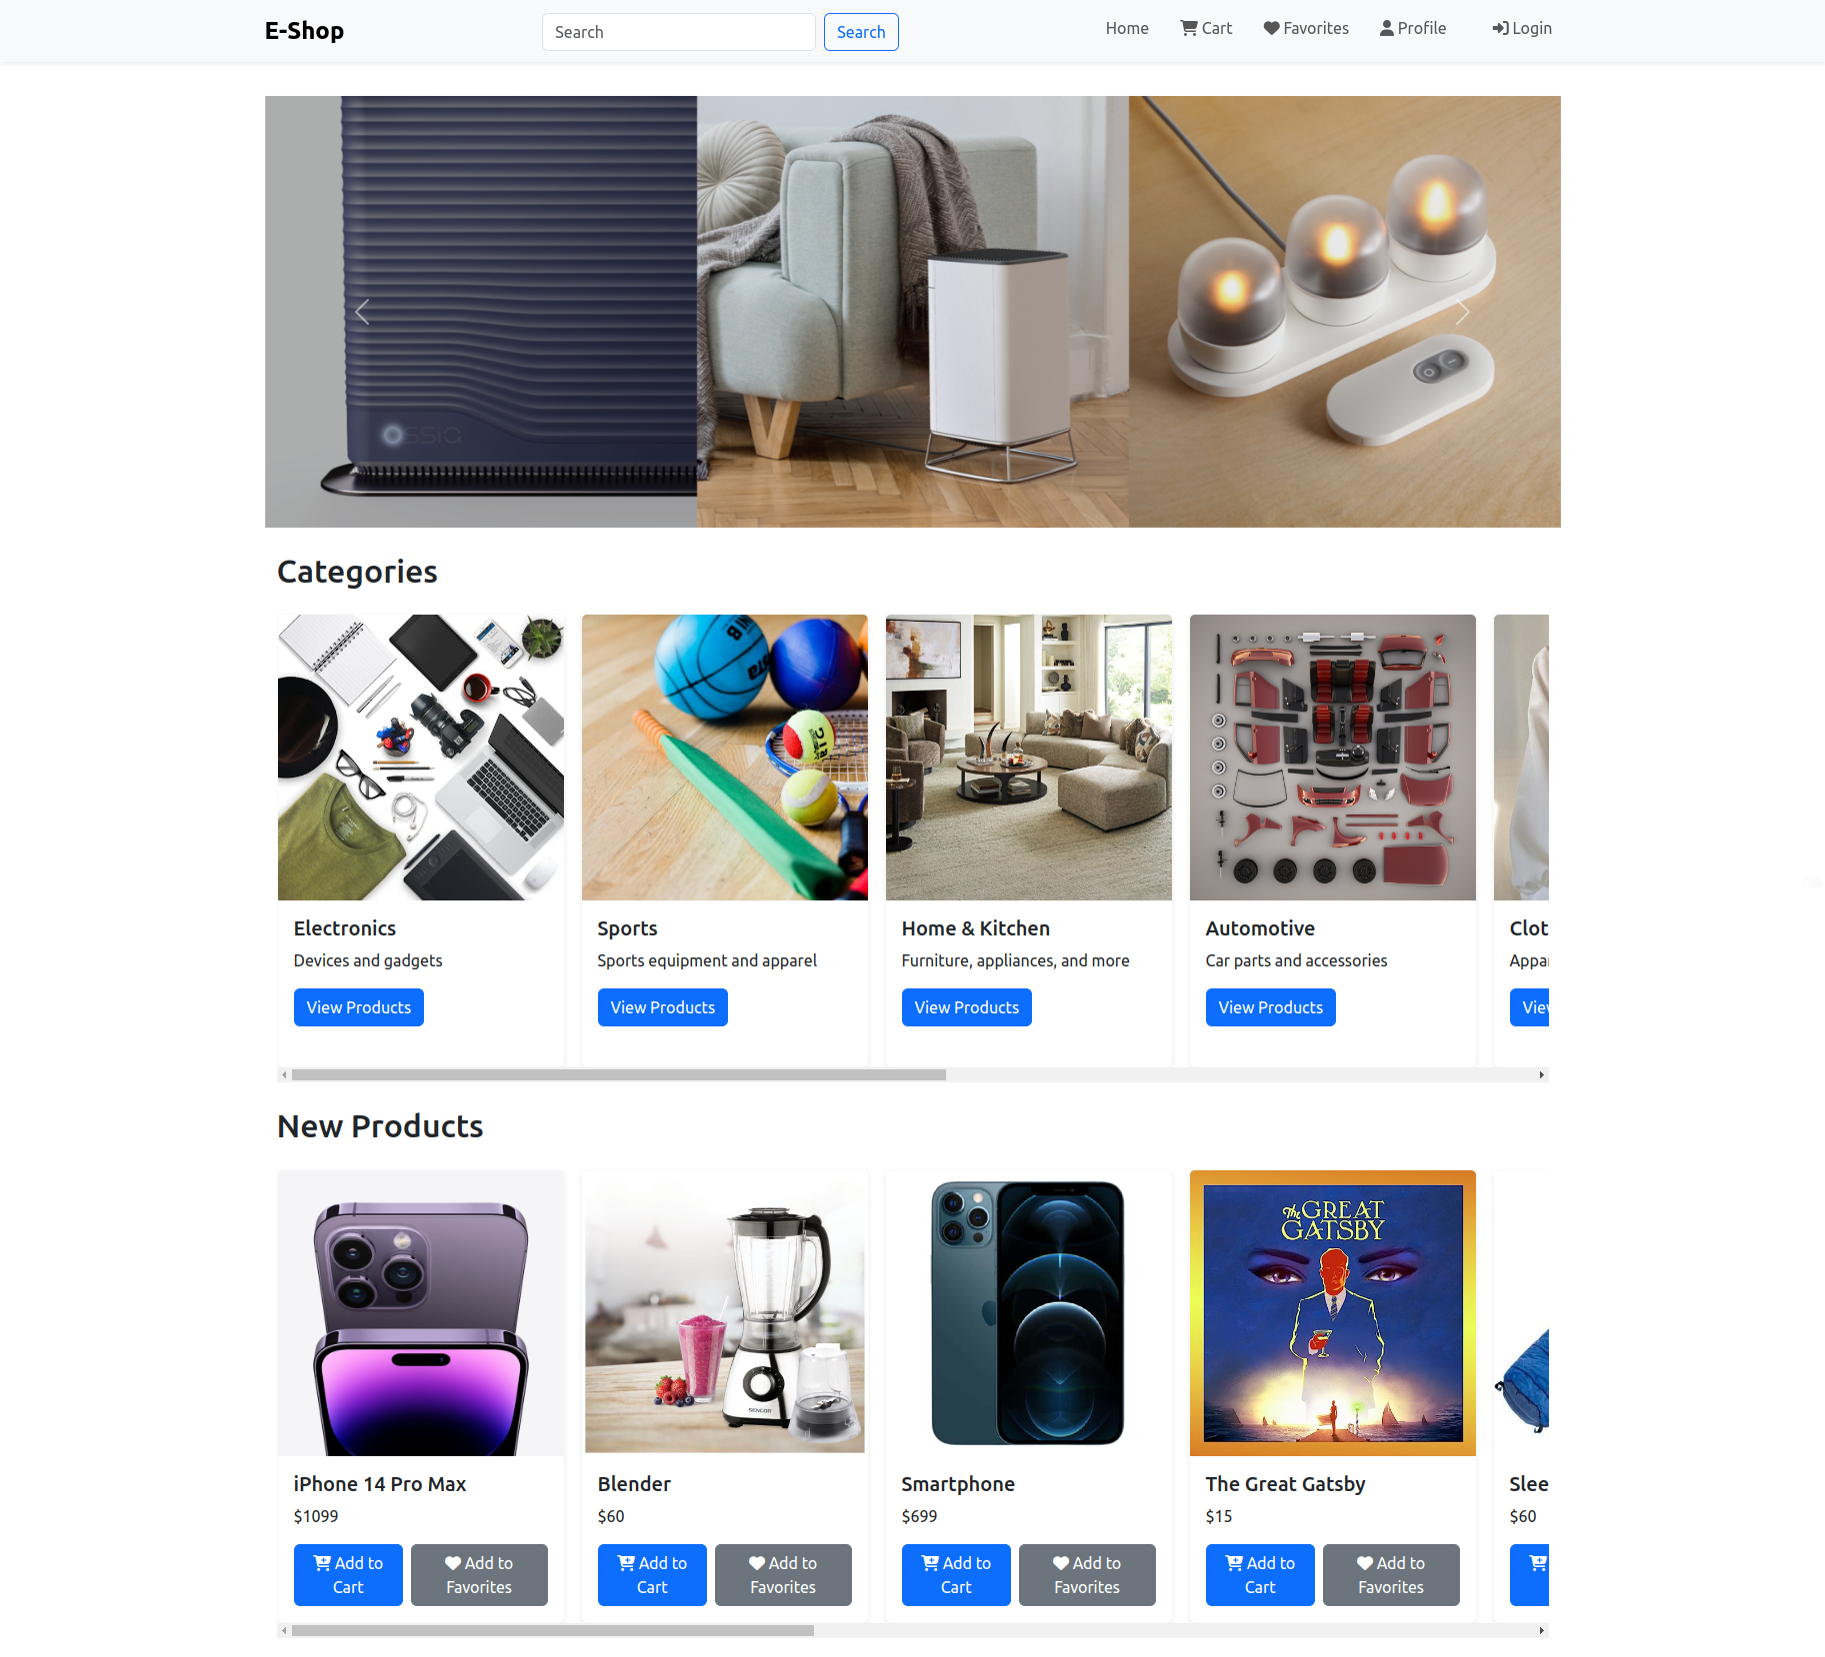 E-Shop
Search
Search
Home
Cart
Favorites
Profile
Login
OSSIA
Categories
Electronics
Sports
Home & Kitchen
Automotive
Clot
Devices and gadgets
Sports equipment and apparel
Furniture, appliances, and more
Car parts and accessories
Appa
View Products
View Products
View Products
View Products
View
New Products
The GREAT
GATSBY
SENCOR
iPhone 14 Pro Max
Blender
Smartphone
The Great Gatsby
Slee
$1099
$60
$699
$15
$60
Add to
Cart
Add to
Favorites
Add to
Cart
Add to
Favorites
Add to
Cart
Add to
Favorites
Add to
Cart
Add to
Favorites